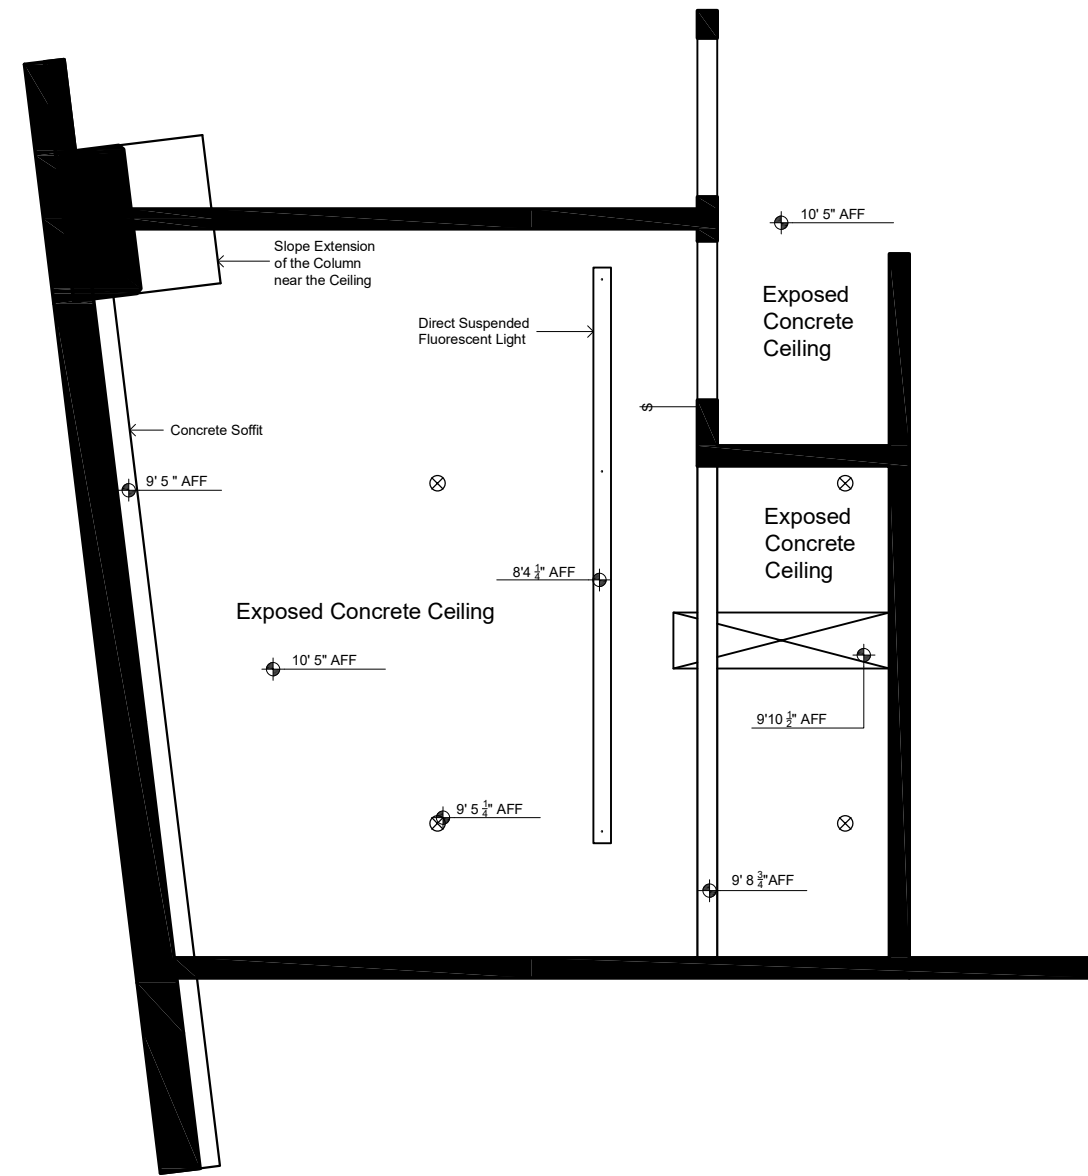 10' 5" AFF
Slope Extension
of the Column
near the Ceiling
Exposed
Concrete
Ceiling
Direct Suspended
Fluorescent Light
S
Concrete Soffit
9' 5 " AFF
Exposed
Concrete
Ceiling
8'4 1/4" AFF
Exposed Concrete Ceiling
10' 5" AFF
9'10 1/2" AFF
9' 5 1/4" AFF
9' 8 3/4"AFF